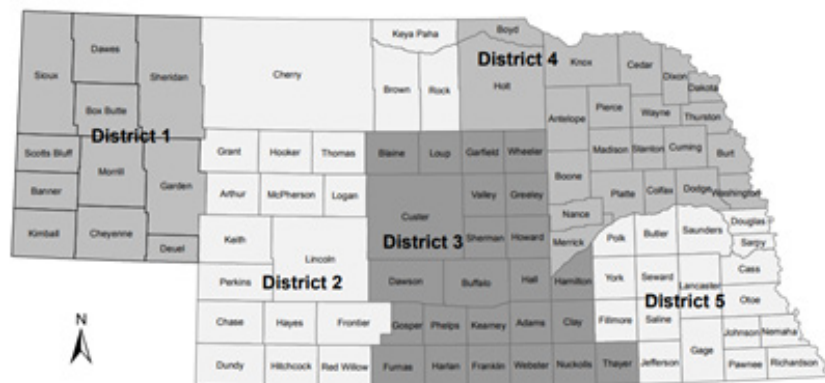 Keya Paha
Boyd
Dawes
Sioux
Sheridan
Cherry
District 4
Knox
Cedar
Dixon
Dakota
Brown
Rock
Holt
Box Butte
Antelope
Pierce
Wayne
Thurston
District 1
Scotts Bluff
Grant
Hooker
Thomas
Blaine
Loup
Garfield
Wheeler
Madison
Stanton
Cuming
Burt
Morrill
Garden
Boone
Banner
Arthur
McPherson
Logan
Valley
Greeley
Platte
Colfax
Dodge
Washington
Custer
Nance
Kimball
Cheyenne
Deuel
Keith
Lincoln
District 3
Sherman
Howard
Merrick
Polk
Butler
Saunders
Douglas
Sarpy
Perkins
District 2
Dawson
Buffalo
Hall
Hamilton
York
Seward
Lancaster
Cass
District 5
Otoe
N
Chase
Hayes
Frontier
Gosper
Phelps
Kearney
Adams
Clay
Fillmore
Saline
Johnson
Nemaha
Gage
Dundy
Hitchcock
Red Willow
Furnas
Harlan
Franklin
Webster
Nuckolls
Thayer
Jefferson
Pawnee
Richardson